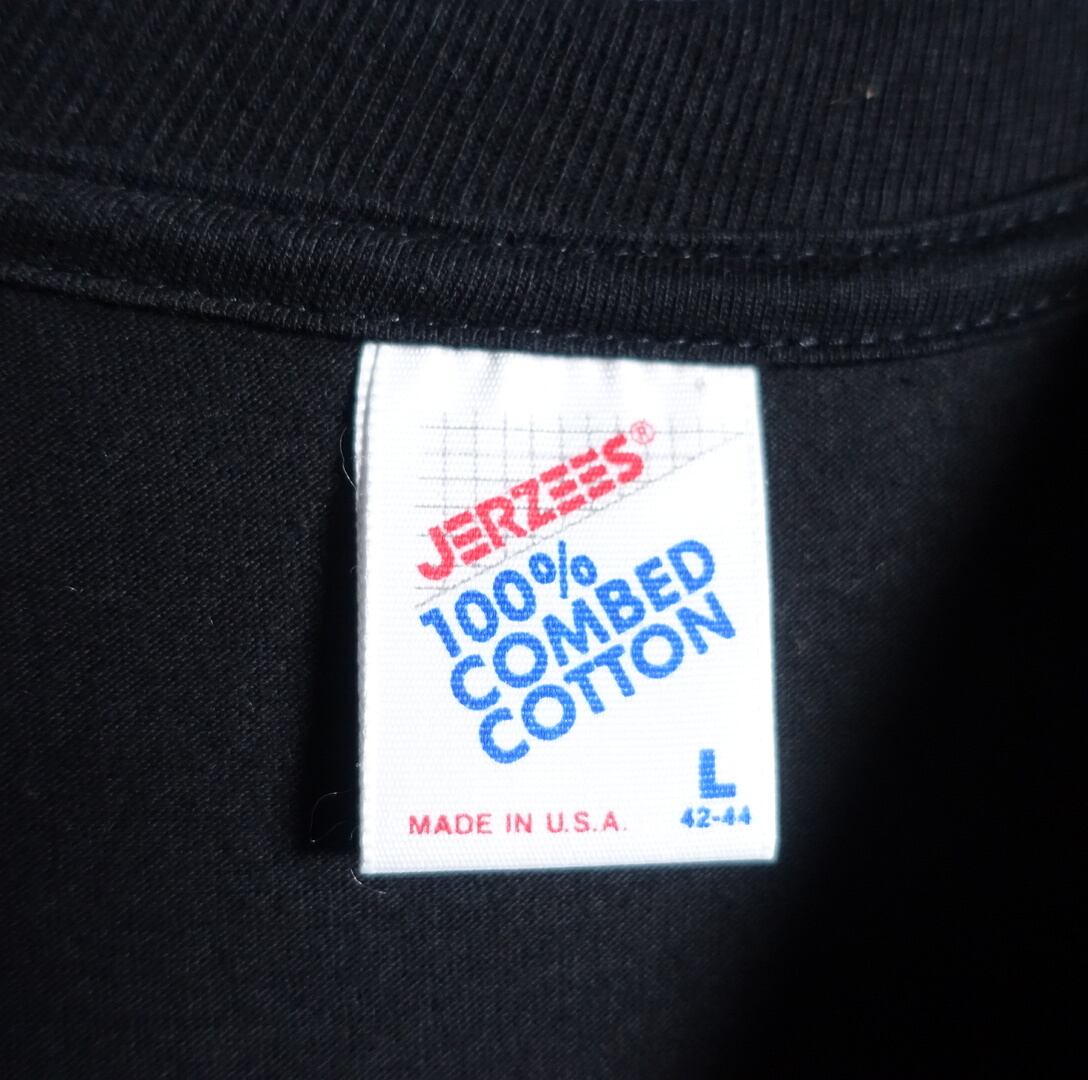 JERZEES®
100%
COMBED
COTTON
L
42-44
MADE IN U.S.A.